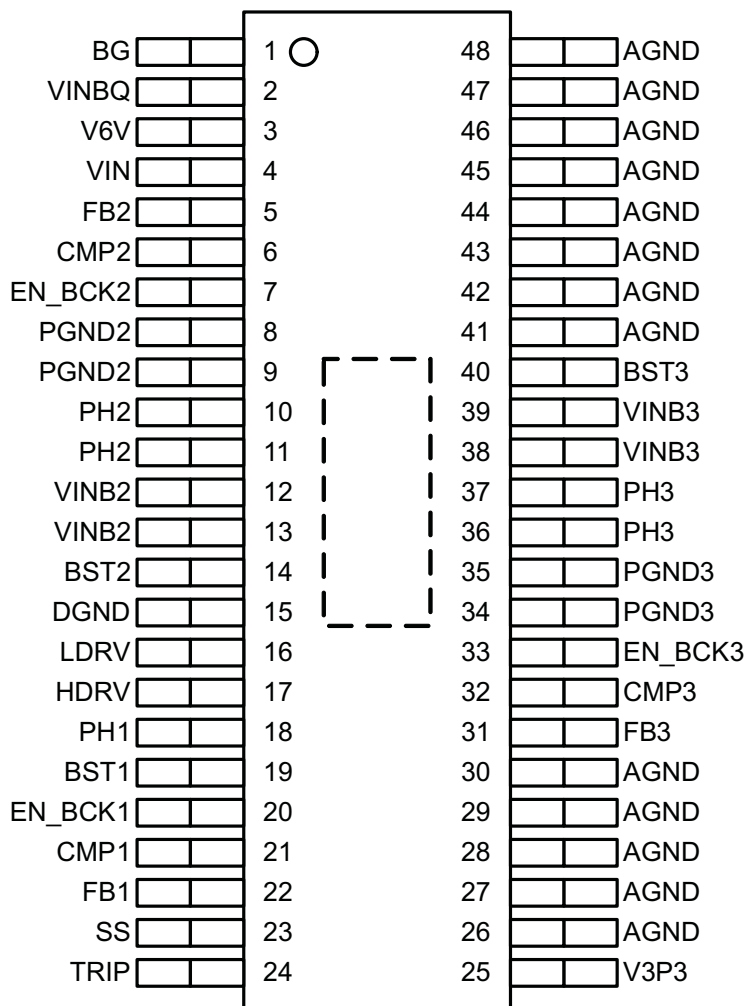 BG 1 48 AGND
VINBQ 2 47 AGND
V6V 3 46 AGND
VIN 4 45 AGND
FB2 5 44 AGND
CMP2 6 43 AGND
EN_BCK2 7 42 AGND
PGND2 8 41 AGND
PGND2 9 40 BST3
PH2 10 39 VINB3
PH2 11 38 VINB3
VINB2 12 37 PH3
VINB2 13 36 PH3
BST2 14 35 PGND3
DGND 15 34 PGND3
LDRV 16 33 EN_BCK3
HDRV 17 32 CMP3
PH1 18 31 FB3
BST1 19 30 AGND
EN_BCK1 20 29 AGND
CMP1 21 28 AGND
FB1 22 27 AGND
SS 23 26 AGND
TRIP 24 25 V3P3